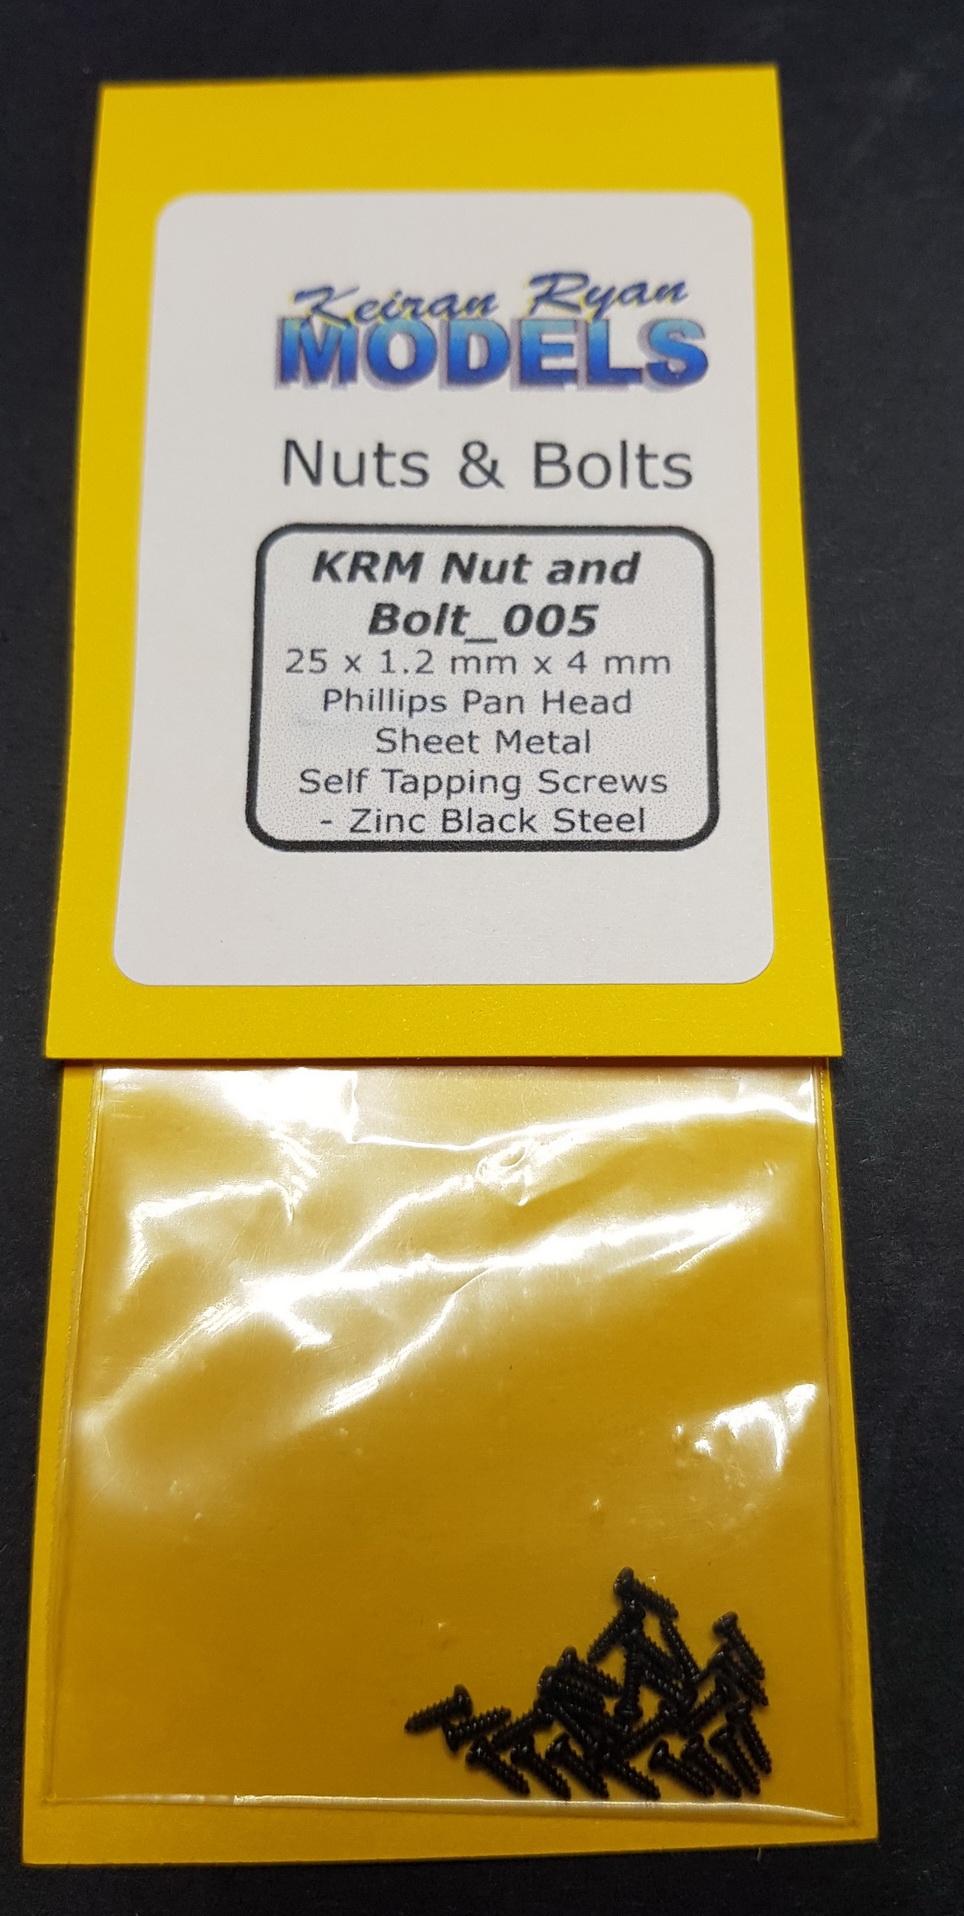 Keiran Ryan
MODELS
Nuts & Bolts
KRM Nut and
Bolt_005
25 x 1.2 mm x 4 mm
Phillips Pan Head
Sheet Metal
Self Tapping Screws
- Zinc Black Steel